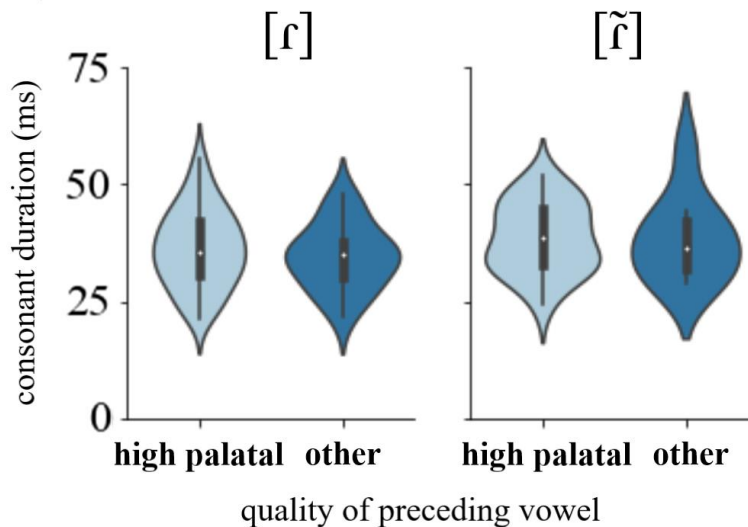 [ɾ] [ɾ̃]
75
50
25
0
consonant duration (ms)
high palatal other high palatal other
quality of preceding vowel